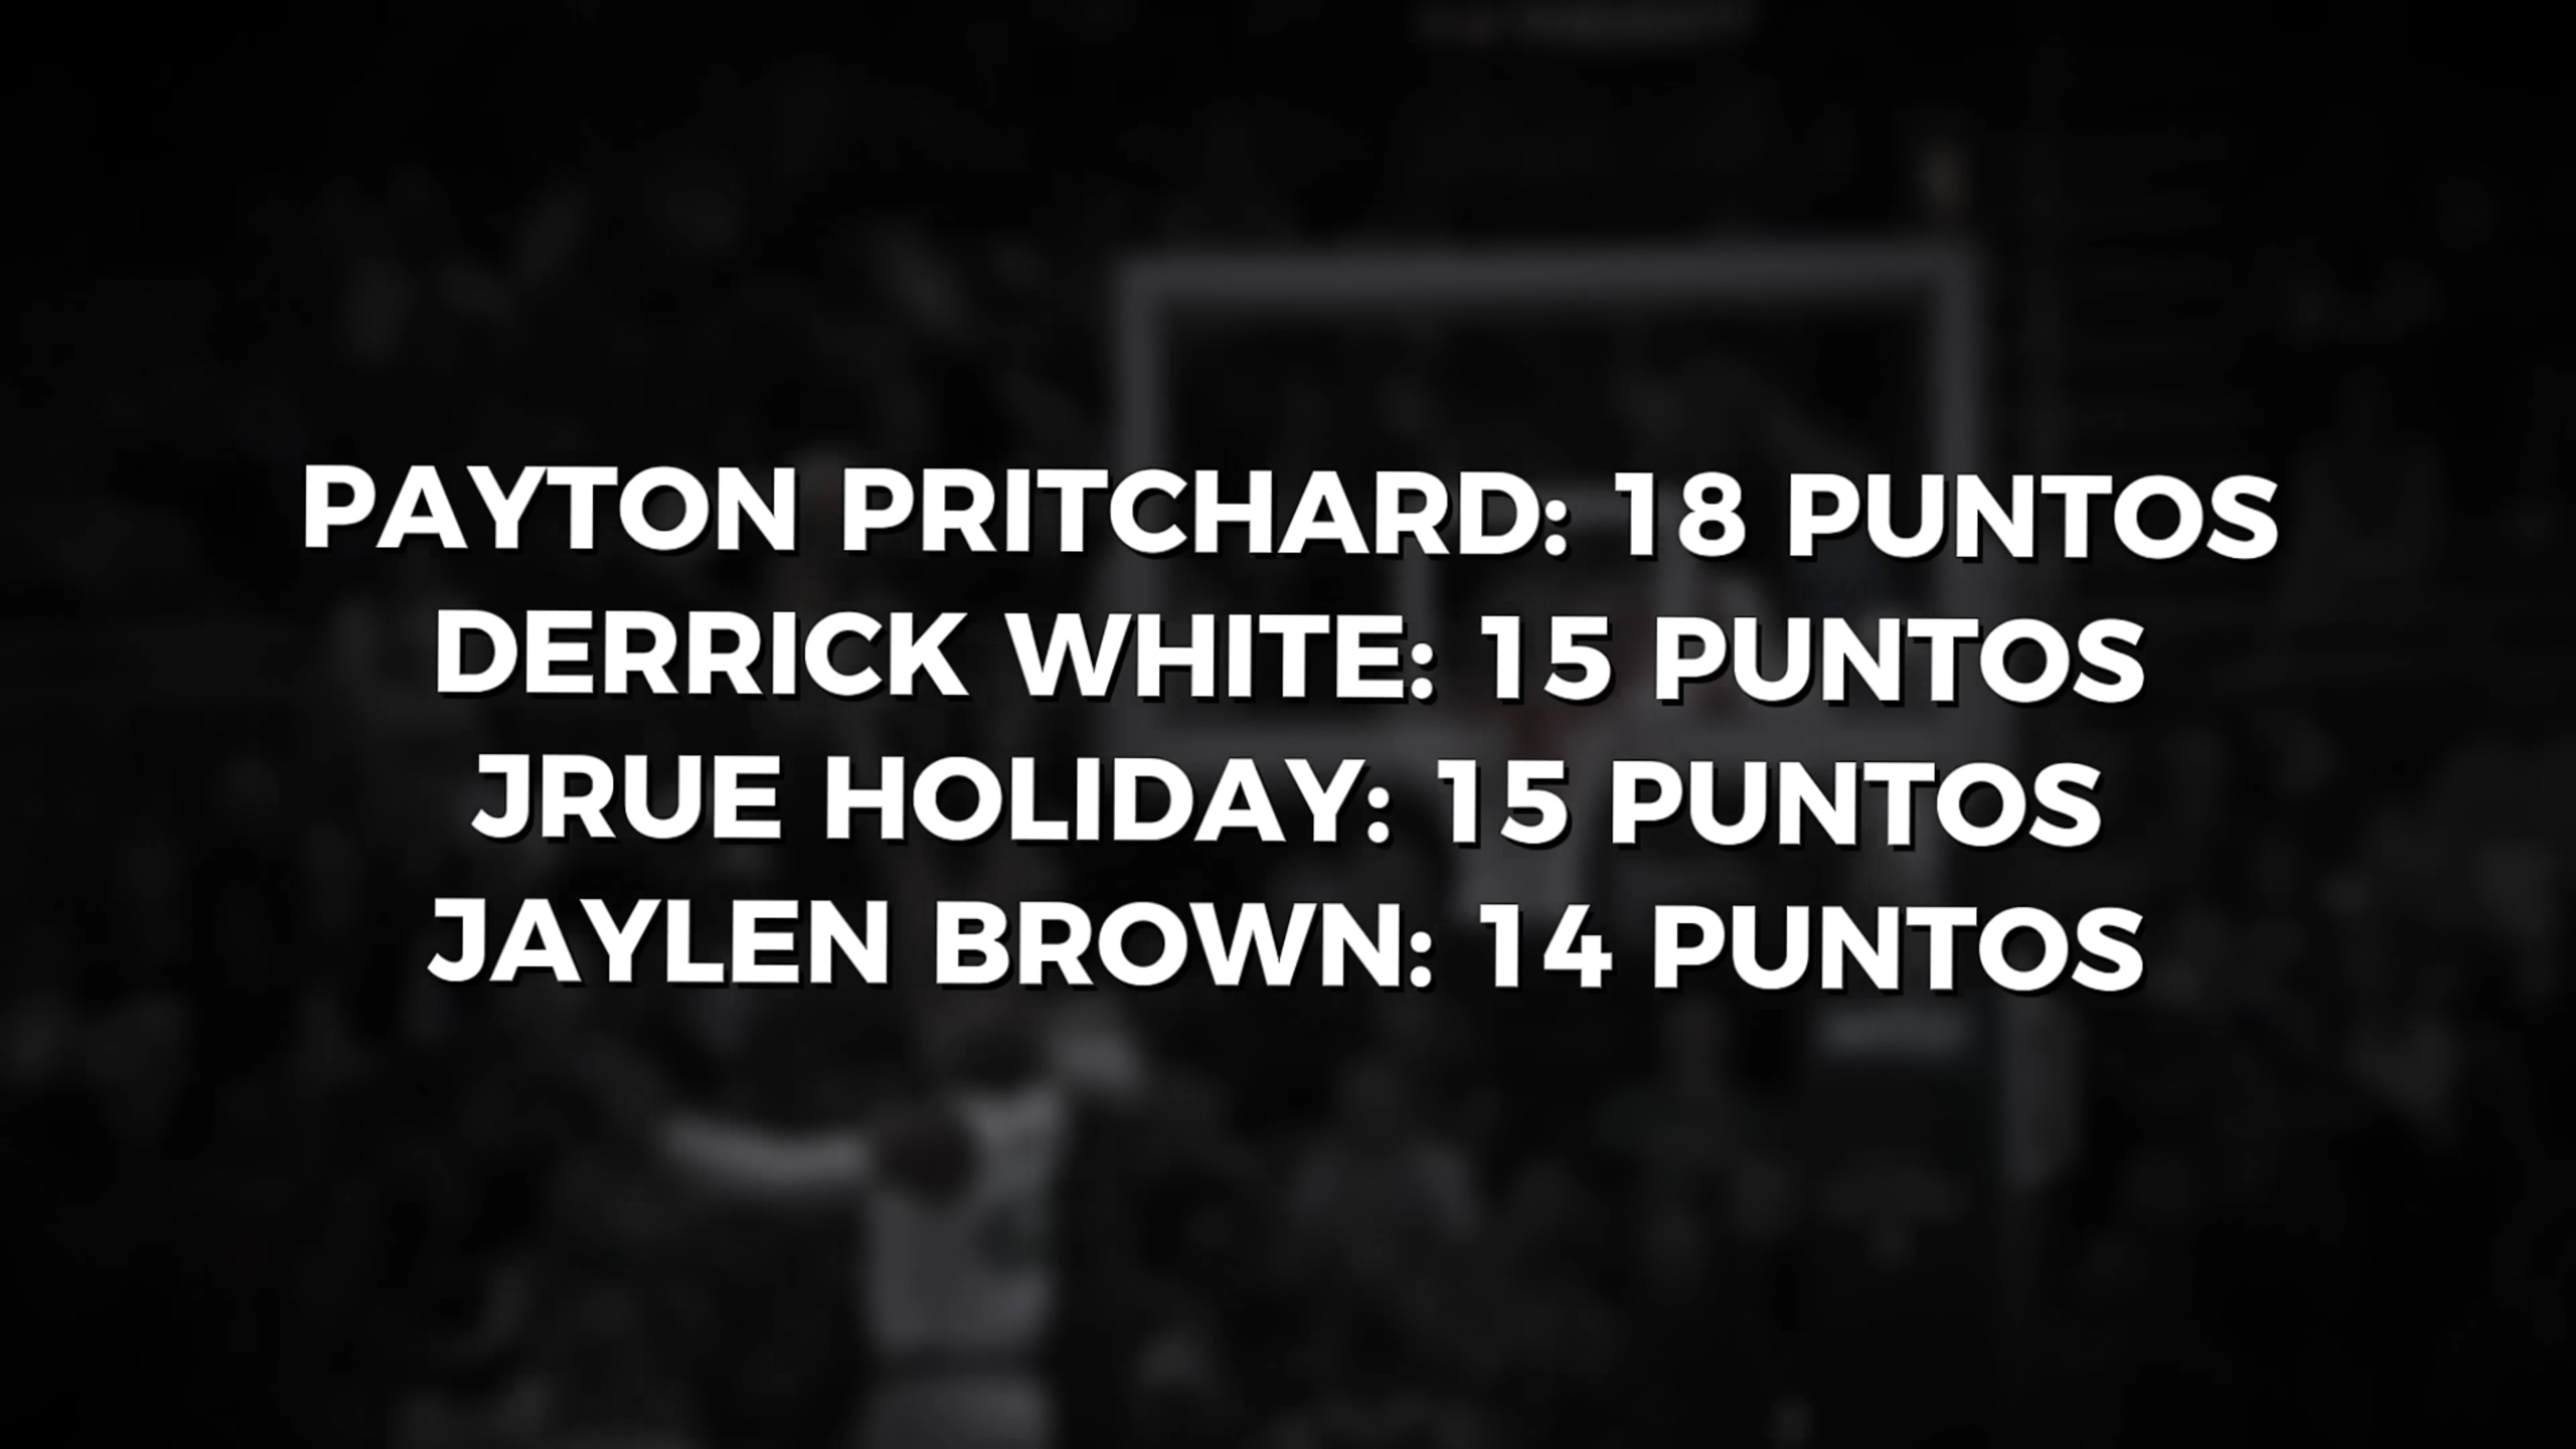 PAYTON PRITCHARD: 18 PUNTOS
DERRICK WHITE: 15 PUNTOS
JRUE HOLIDAY: 15 PUNTOS
JAYLEN BROWN: 14 PUNTOS